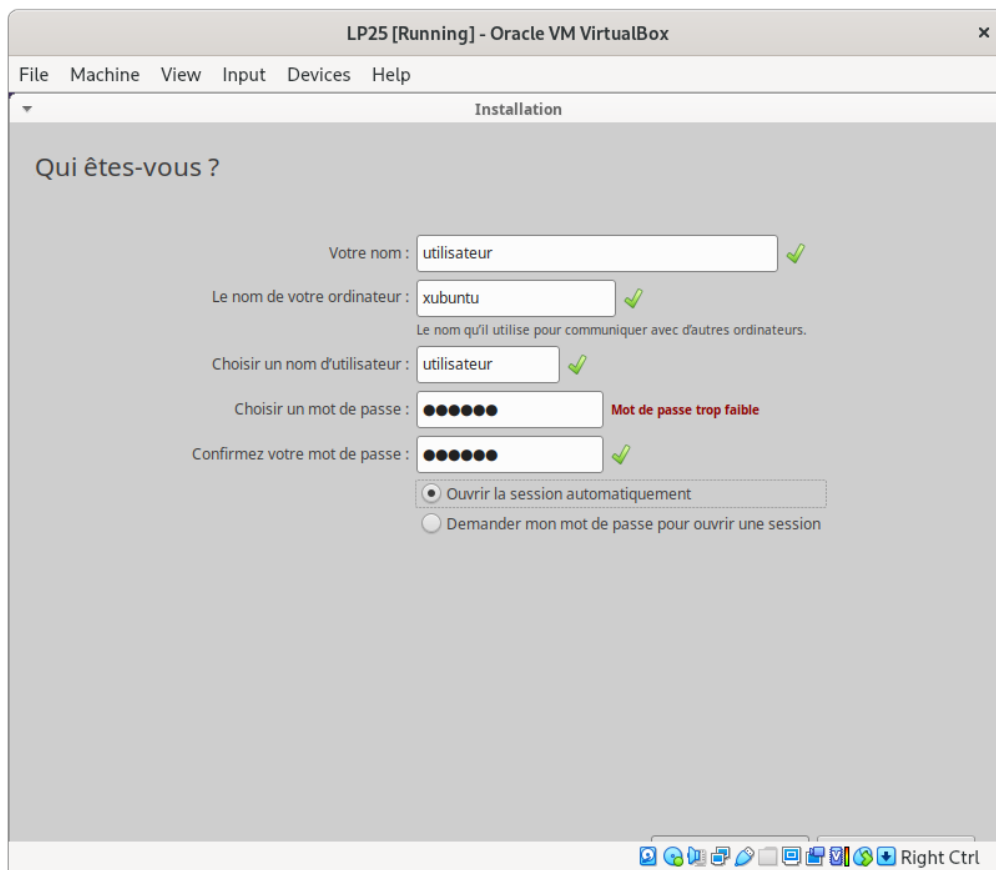 LP25 [Running] - Oracle VM VirtualBox
File Machine View Input Devices Help
Installation
Qui êtes-vous ?
Votre nom : utilisateur
Le nom de votre ordinateur : xubuntu
Le nom qu'il utilise pour communiquer avec d'autres ordinateurs.
Choisir un nom d'utilisateur : utilisateur
Choisir un mot de passe : ●●●●●● Mot de passe trop faible
Confirmez votre mot de passe : ●●●●●●
Ouvrir la session automatiquement
Demander mon mot de passe pour ouvrir une session
Right Ctrl